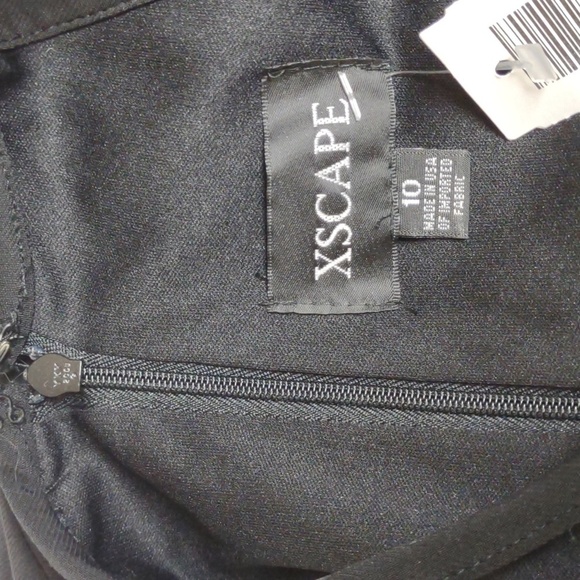 XSCAPE
10
MADE IN USA
OF IMPORTED
FABRIC